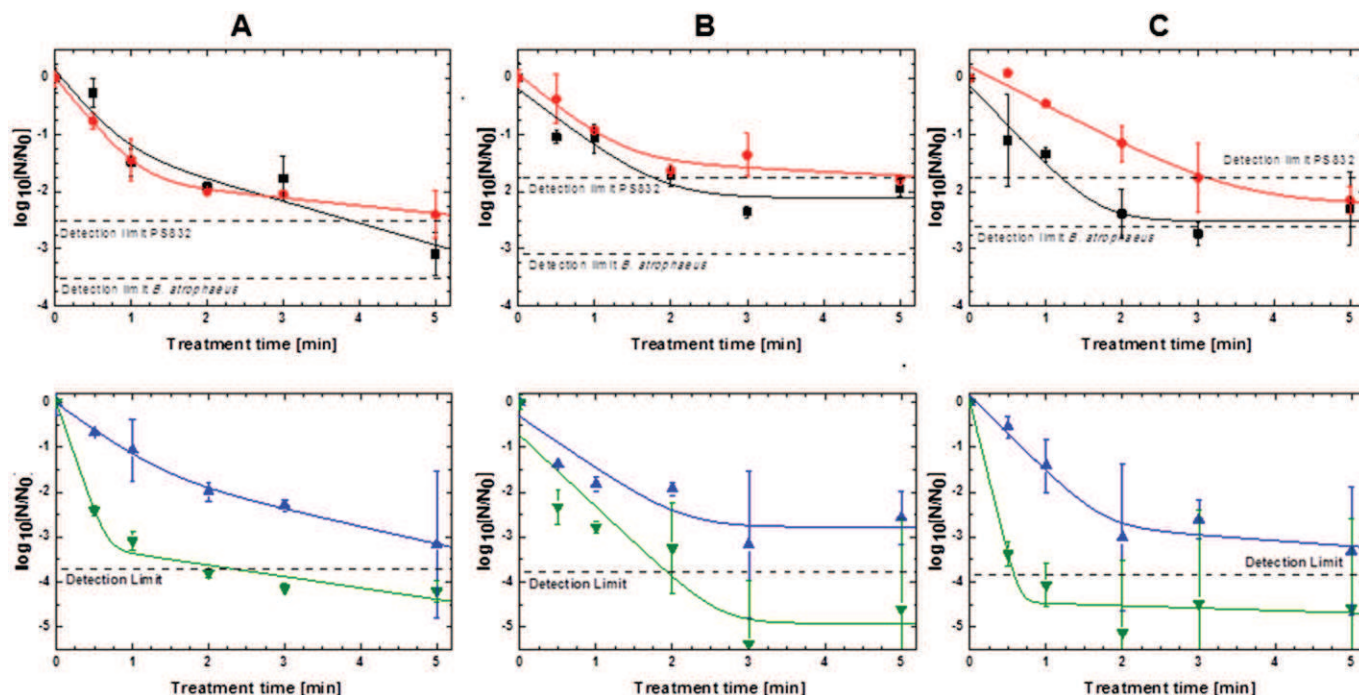 A B C
0
-1
-2
-3
-4
log10[N/N0]
Detection limit PS832
Detection limit B. atrophaeus
0 1 2 3 4 5
Treatment time [min]
0
-1
-2
-3
-4
log10[N/N0]
Detection limit PS832
Detection limit B. atrophaeus
0 1 2 3 4 5
Treatment time [min]
0
-1
-2
-3
-4
log10[N/N0]
Detection limit PS832
Detection limit B. atrophaeus
0 1 2 3 4 5
Treatment time [min]
0
-1
-2
-3
-4
-5
log10[N/N0]
Detection Limit
0 1 2 3 4 5
Treatment time [min]
0
-1
-2
-3
-4
-5
log10[N/N0]
Detection Limit
0 1 2 3 4 5
Treatment time [min]
0
-1
-2
-3
-4
-5
log10[N/N0]
Detection Limit
0 1 2 3 4 5
Treatment time [min]